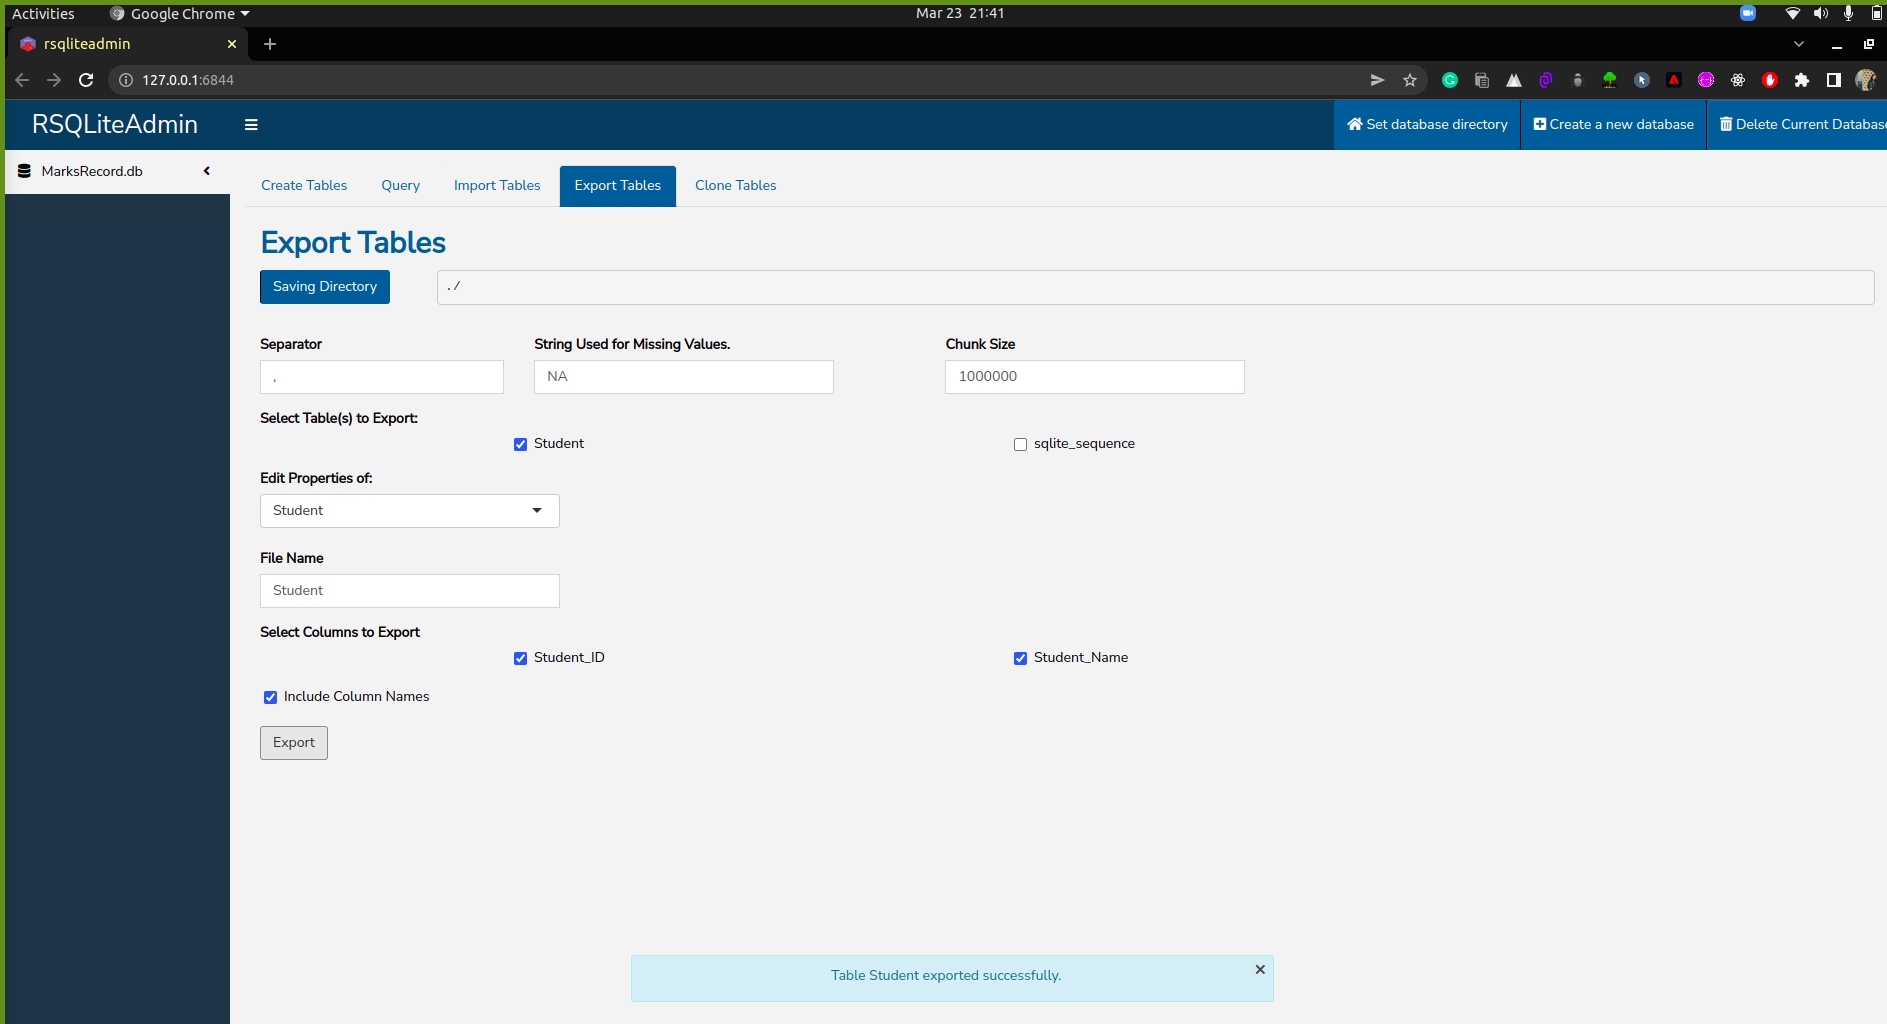 Activities Google Chrome Mar 23 21:41
rsqliteadmin
127.0.0.1:6844
RSQLiteAdmin Set database directory Create a new database Delete Current Database
MarksRecord.db
Create Tables Query Import Tables Export Tables Clone Tables
Export Tables
Saving Directory ./
Separator String Used for Missing Values. Chunk Size
, NA 1000000
Select Table(s) to Export:
Student sqlite_sequence
Edit Properties of:
Student
File Name
Student
Select Columns to Export
Student_ID Student_Name
Include Column Names
Export
Table Student exported successfully.